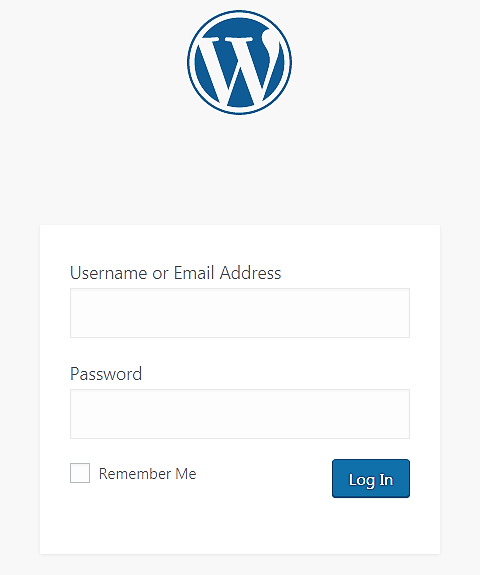 W
Username or Email Address
Password
Remember Me
Log In